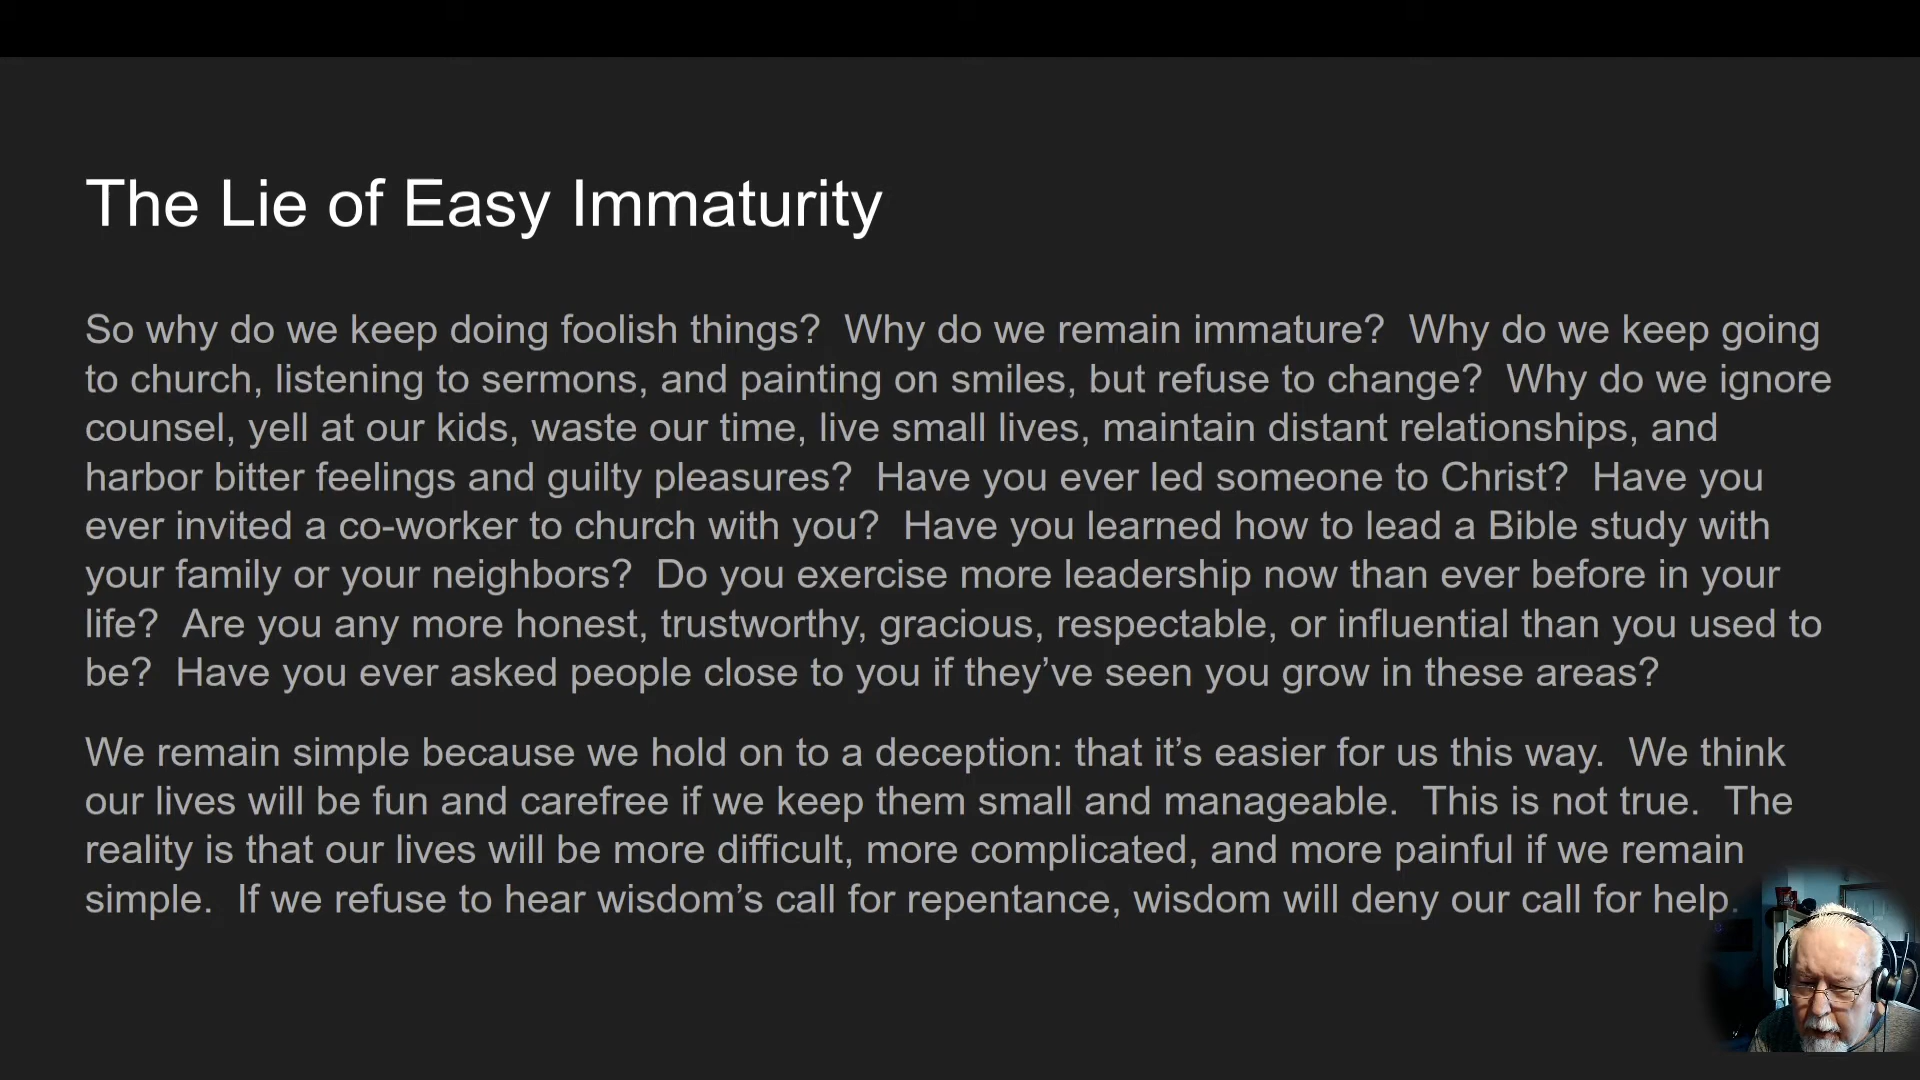 The Lie of Easy Immaturity
So why do we keep doing foolish things?  Why do we remain immature?  Why do we keep going
to church, listening to sermons, and painting on smiles, but refuse to change?  Why do we ignore
counsel, yell at our kids, waste our time, live small lives, maintain distant relationships, and
harbor bitter feelings and guilty pleasures?  Have you ever led someone to Christ?  Have you
ever invited a co-worker to church with you?  Have you learned how to lead a Bible study with
your family or your neighbors?  Do you exercise more leadership now than ever before in your
life?  Are you any more honest, trustworthy, gracious, respectable, or influential than you used to
be?  Have you ever asked people close to you if they’ve seen you grow in these areas?
We remain simple because we hold on to a deception: that it’s easier for us this way.  We think
our lives will be fun and carefree if we keep them small and manageable.  This is not true.  The
reality is that our lives will be more difficult, more complicated, and more painful if we remain
simple.  If we refuse to hear wisdom’s call for repentance, wisdom will deny our call for help.